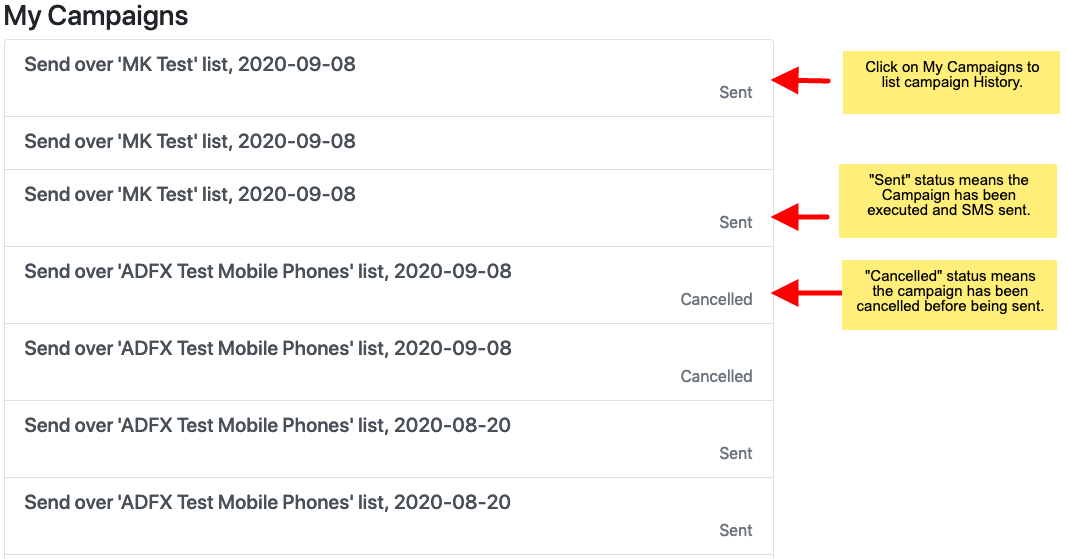 My Campaigns
Send over 'MK Test' list, 2020-09-08
Sent
Click on My Campaigns to
list campaign History.
Send over 'MK Test' list, 2020-09-08
Send over 'MK Test' list, 2020-09-08
Sent
"Sent" status means the
Campaign has been
executed and SMS sent.
Send over 'ADFX Test Mobile Phones' list, 2020-09-08
Cancelled
"Cancelled" status means
the campaign has been
cancelled before being sent.
Send over 'ADFX Test Mobile Phones' list, 2020-09-08
Cancelled
Send over 'ADFX Test Mobile Phones' list, 2020-08-20
Sent
Send over 'ADFX Test Mobile Phones' list, 2020-08-20
Sent